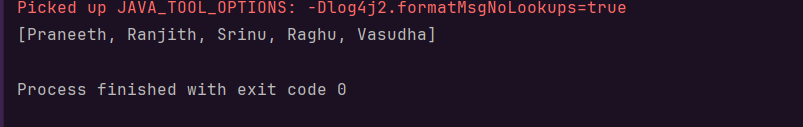 Picked up JAVA_TOOL_OPTIONS: -Dlog4j2.formatMsgNoLookups=true
[Praneeth, Ranjith, Srinu, Raghu, Vasudha]
Process finished with exit code 0